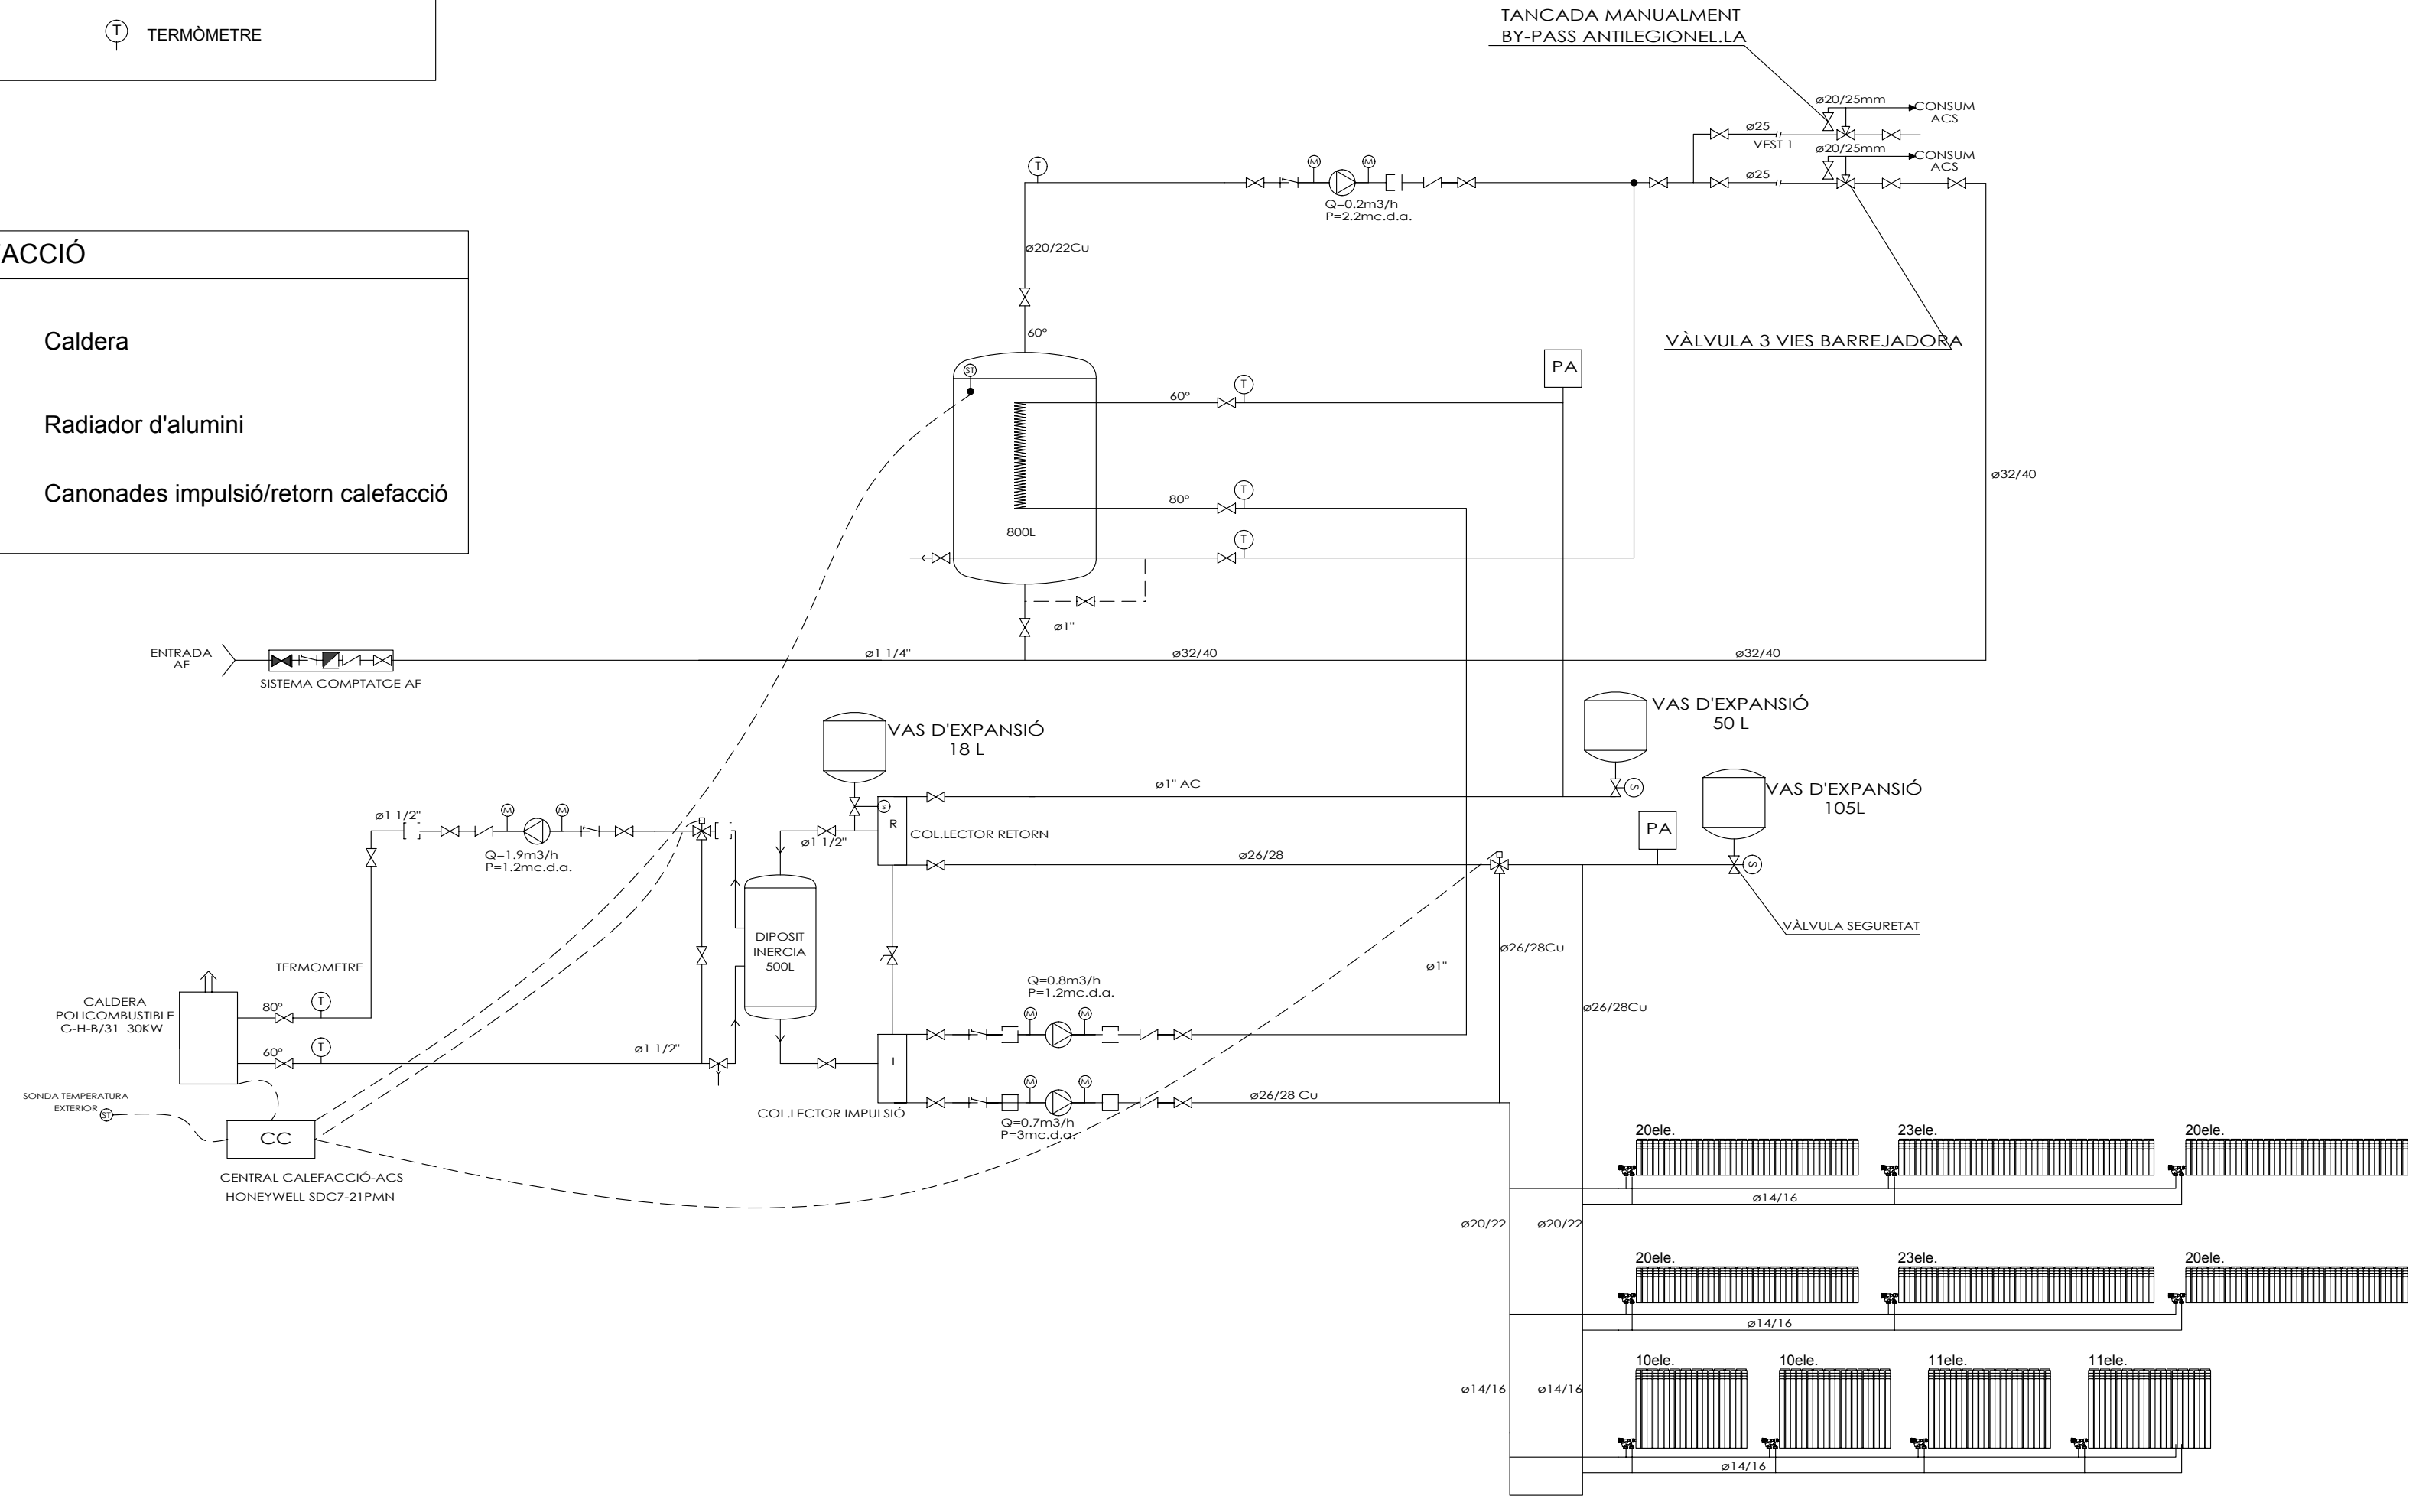 T TERMÒMETRE
TANCADA MANUALMENT
BY-PASS ANTILEGIONEL.LA
ø20/25mm
CONSUM
ACS
ø25
VEST 1
ø20/25mm
CONSUM
ACS
ø25
T
M
M
Q=0.2m3/h
P=2.2mc.d.a.
ø20/22Cu
ACCIÓ
Caldera
Radiador d'alumini
Canonades impulsió/retorn calefacció
60º
VÀLVULA 3 VIES BARREJADORA
PA
ST
T
60º
T
80º
ø32/40
800L
T
ø1"
ENTRADA
AF
SISTEMA COMPTATGE AF
ø1 1/4"
ø32/40
ø32/40
VAS D'EXPANSIÓ
18 L
VAS D'EXPANSIÓ
50 L
ø1" AC
S
VAS D'EXPANSIÓ
105L
ø1 1/2"
M
M
Q=1.9m3/h
P=1.2mc.d.a.
ø1 1/2"
S
R
COL.LECTOR RETORN
ø26/28
PA
S
VÀLVULA SEGURETAT
DIPOSIT
INERCIA
500L
ø26/28Cu
ø1"
ø26/28Cu
TERMOMETRE
CALDERA
POLICOMBUSTIBLE
G-H-B/31 30KW
80º
T
60º
T
ø1 1/2"
Q=0.8m3/h
P=1.2mc.d.a.
M
M
I
M
M
ø26/28 Cu
Q=0.7m3/h
P=3mc.d.a.
COL.LECTOR IMPULSIÓ
SONDA TEMPERATURA
EXTERIOR
ST
CC
CENTRAL CALEFACCIÓ-ACS
HONEYWELL SDC7-21PMN
20ele.
23ele.
20ele.
ø14/16
ø20/22
ø20/22
20ele.
23ele.
20ele.
ø14/16
10ele.
10ele.
11ele.
11ele.
ø14/16
ø14/16
ø14/16